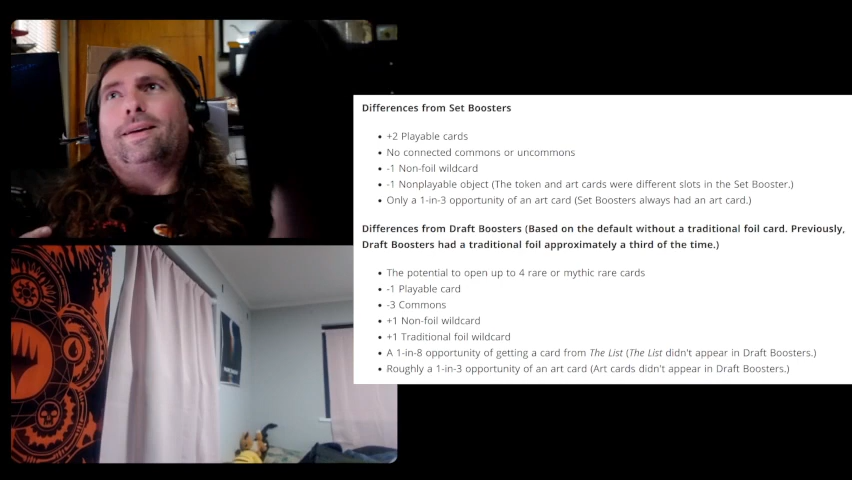 Differences from Set Boosters
+2 Playable cards
No connected commons or uncommons
-1 Non-foil wildcard
-1 Nonplayable object (The token and art cards were different slots in the Set Booster.)
Only a 1-in-3 opportunity of an art card (Set Boosters always had an art card.)
Differences from Draft Boosters (Based on the default without a traditional foil card. Previously,
Draft Boosters had a traditional foil approximately a third of the time.)
The potential to open up to 4 rare or mythic rare cards
-1 Playable card
-3 Commons
+1 Non-foil wildcard
+1 Traditional foil wildcard
A 1-in-8 opportunity of getting a card from The List (The List didn't appear in Draft Boosters.)
Roughly a 1-in-3 opportunity of an art card (Art cards didn't appear in Draft Boosters.)